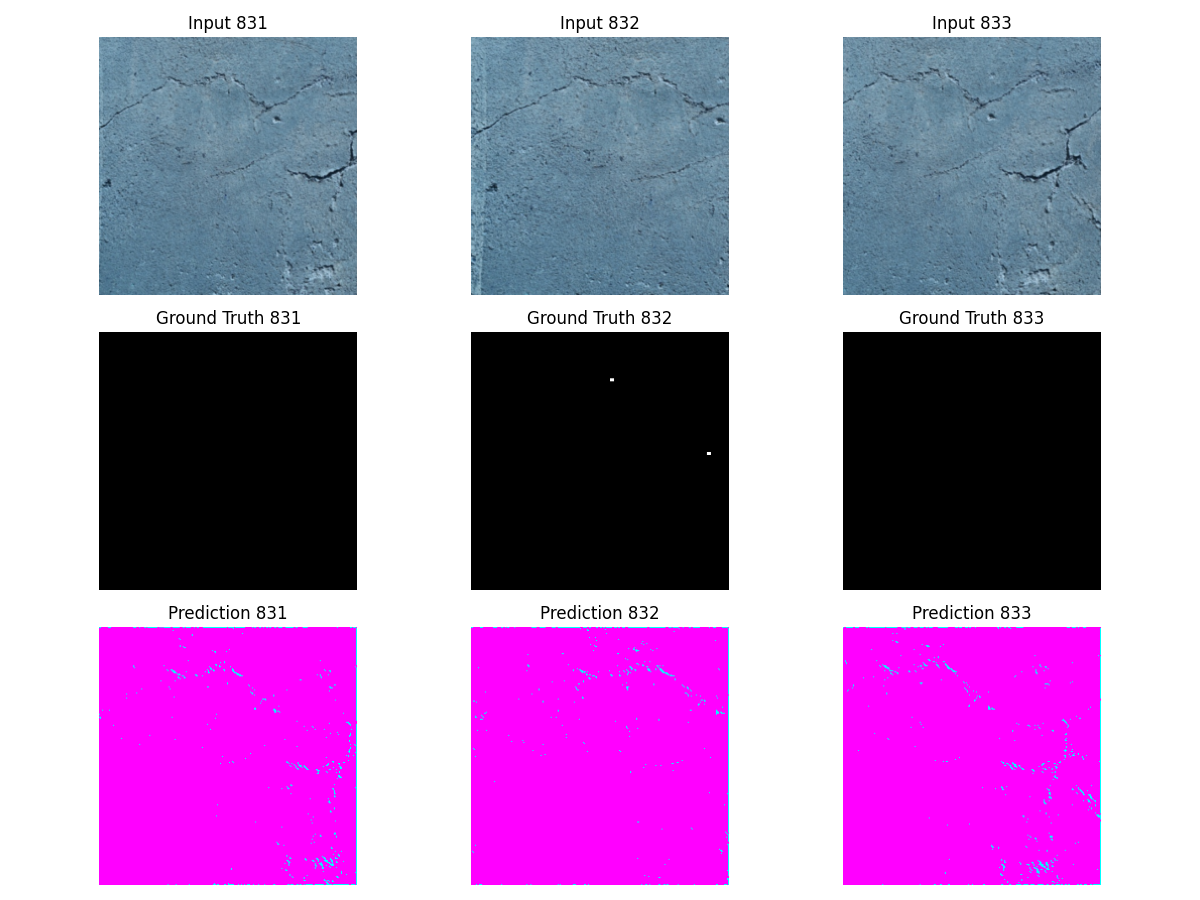 Input 831
Input 832
Input 833
Ground Truth 831
Ground Truth 832
Ground Truth 833
Prediction 831
Prediction 832
Prediction 833